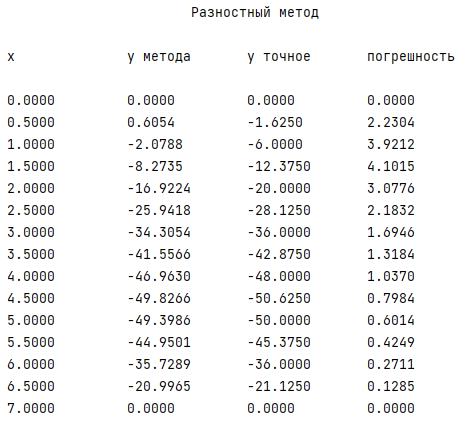 Разностный метод
x y метода y точное погрешность
0.0000 0.0000 0.0000 0.0000
0.5000 0.6054 -1.6250 2.2304
1.0000 -2.0788 -6.0000 3.9212
1.5000 -8.2735 -12.3750 4.1015
2.0000 -16.9224 -20.0000 3.0776
2.5000 -25.9418 -28.1250 2.1832
3.0000 -34.3054 -36.0000 1.6946
3.5000 -41.5566 -42.8750 1.3184
4.0000 -46.9630 -48.0000 1.0370
4.5000 -49.8266 -50.6250 0.7984
5.0000 -49.3986 -50.0000 0.6014
5.5000 -44.9501 -45.3750 0.4249
6.0000 -35.7289 -36.0000 0.2711
6.5000 -20.9965 -21.1250 0.1285
7.0000 0.0000 0.0000 0.0000